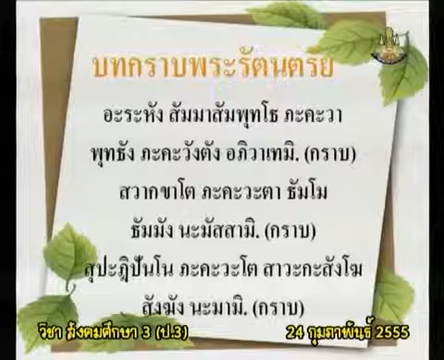 บทกราบพระรัตนตรัย
อะระหัง สัมมาสัมพุทโธ ภะคะวา
พุทธัง ภะคะวังตัง อภิวาเทมิ. (กราบ)
สวากขาโต ภะคะวะตา ธัมโม
ธัมมัง นะมัสสามิ. (กราบ)
สุปะฏิปันโน ภะคะวะโต สาวะกะสังโฆ
สังฆัง นะมามิ. (กราบ)
วิชา สังคมศึกษา 3 (ป.3)
24 กุมภาพันธ์ 2555